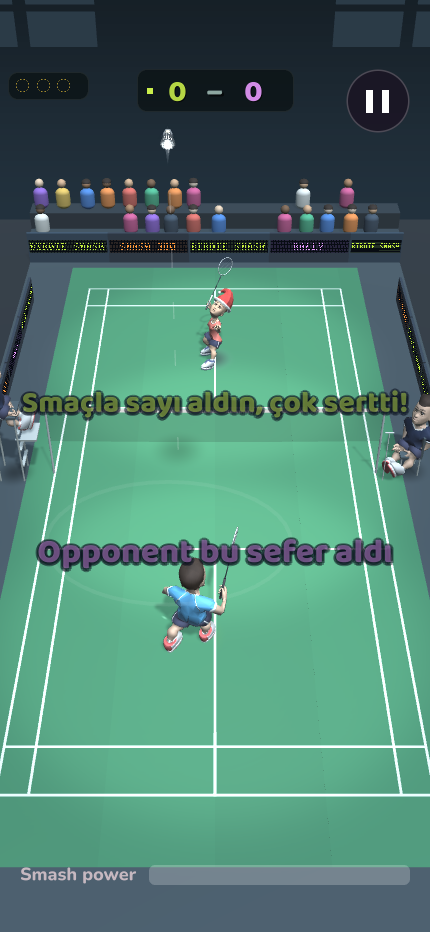 0 – 0
Smaçla sayı aldın, çok sertti!
Opponent bu sefer aldı
Smash power